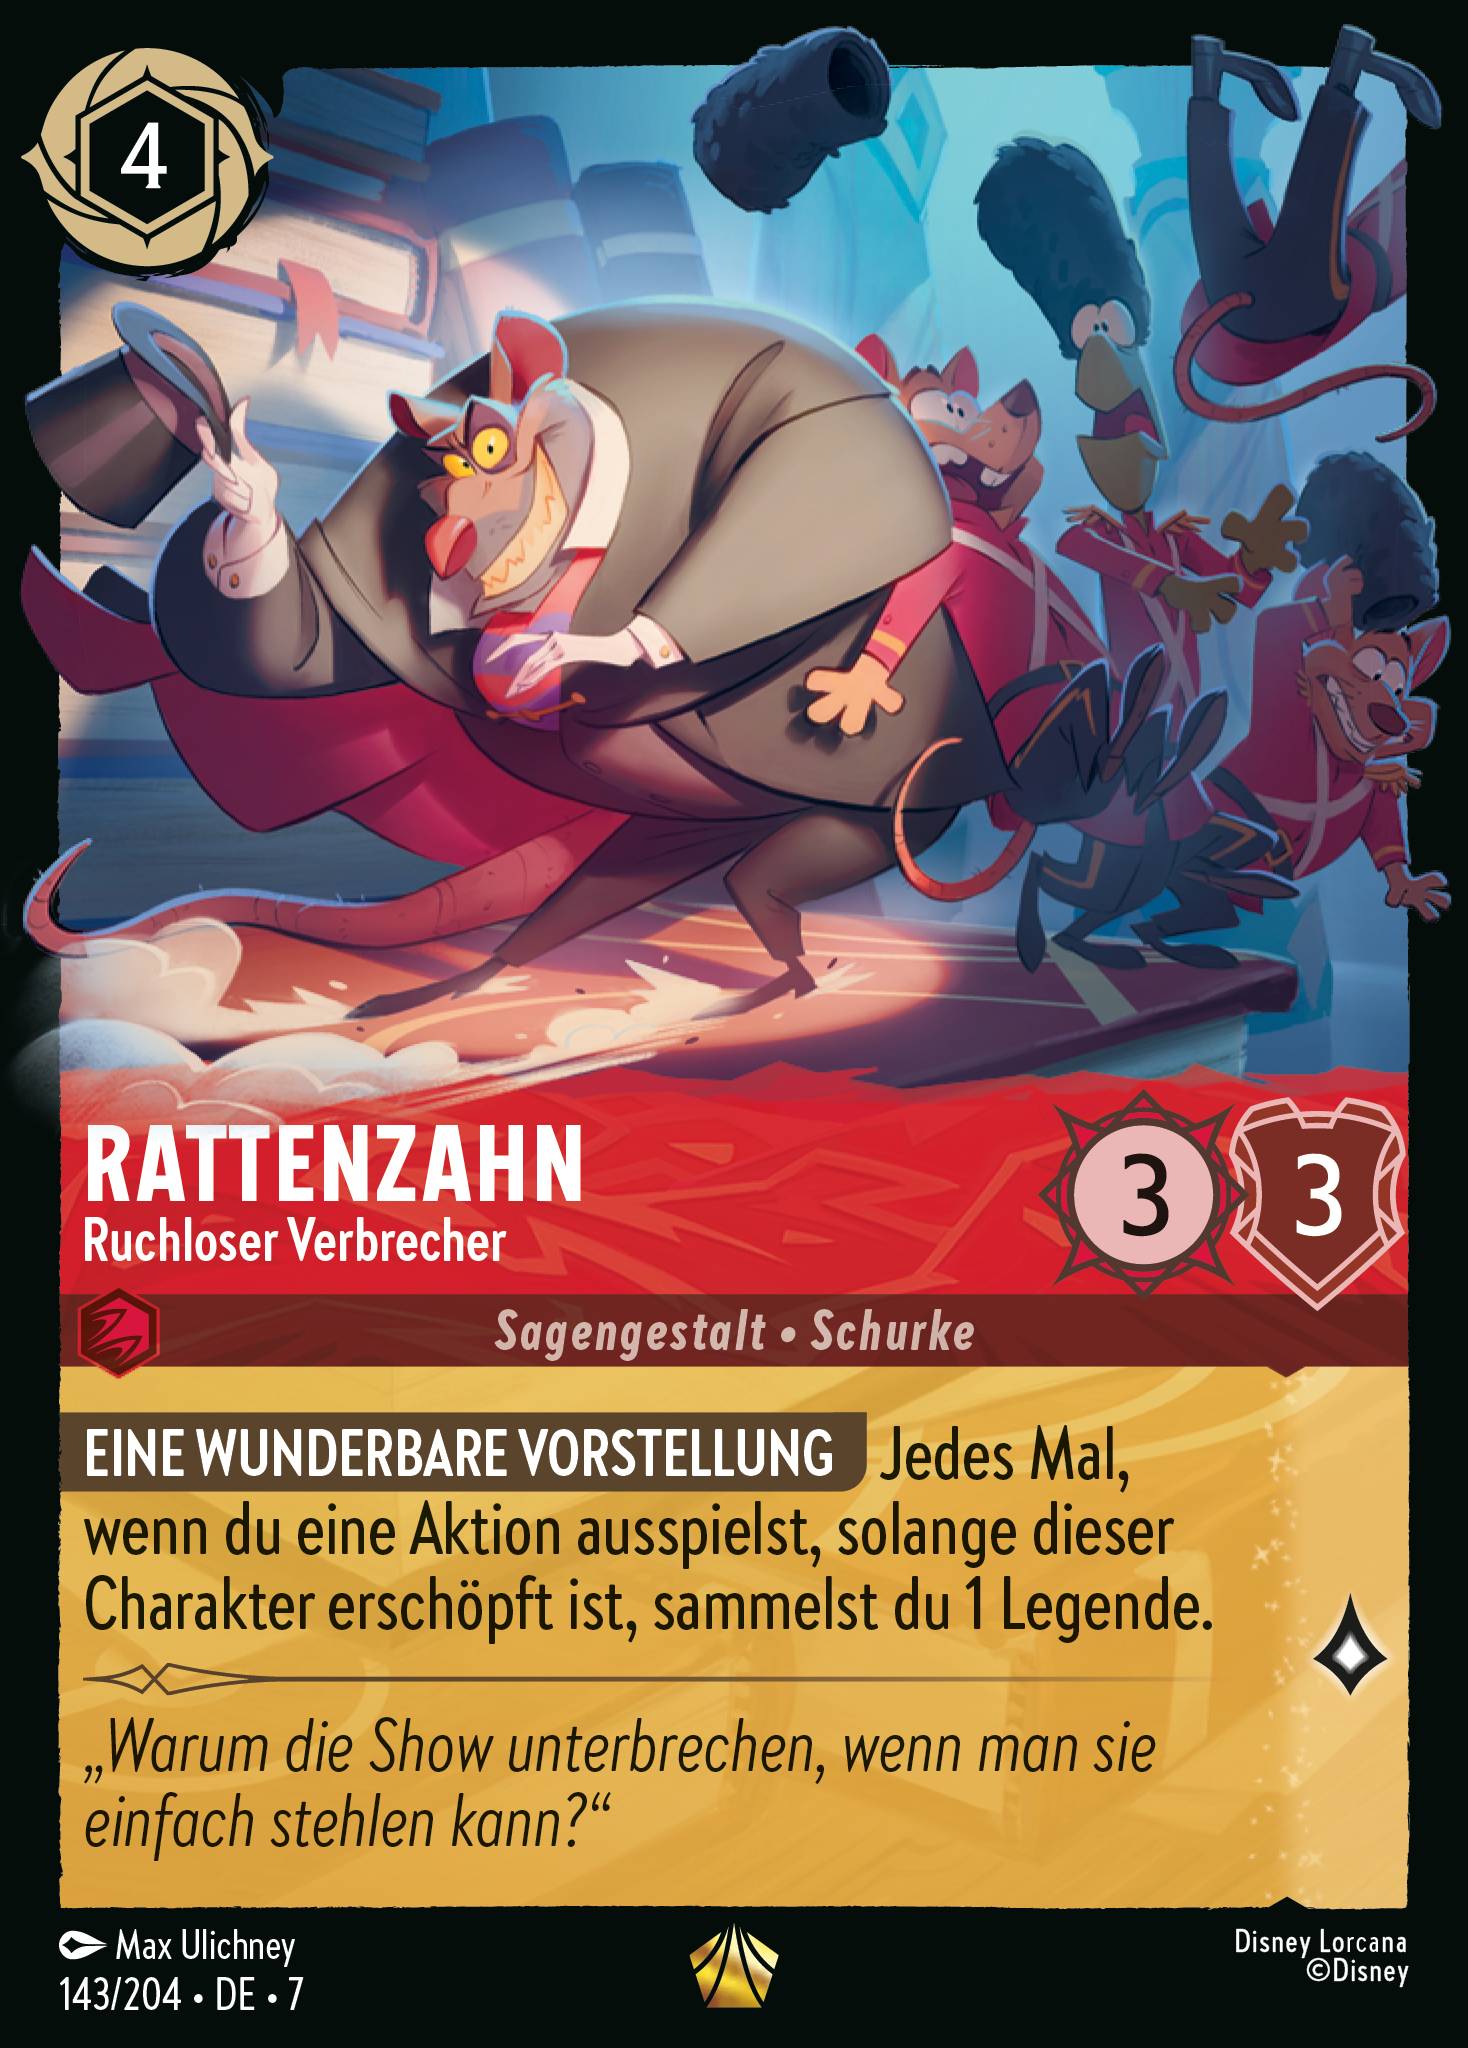 4
RATTENZAHN
Ruchloser Verbrecher
3
3
Sagengestalt • Schurke
EINE WUNDERBARE VORSTELLUNG Jedes Mal,
wenn du eine Aktion ausspielst, solange dieser
Charakter erschöpft ist, sammelst du 1 Legende.
„Warum die Show unterbrechen, wenn man sie
einfach stehlen kann?“
Max Ulichney
143/204 • DE • 7
Disney Lorcana
©Disney